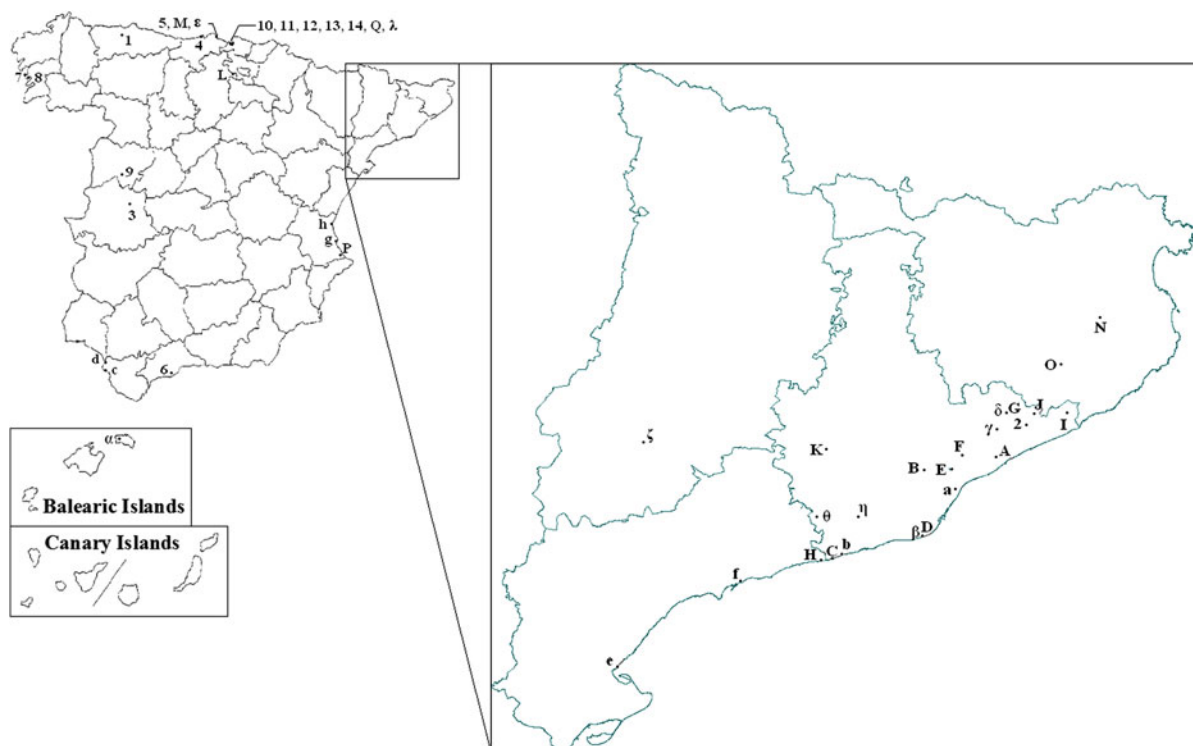 5, M, ε
10, 11, 12, 13, 14, Q, λ
1
4
7
8
L
9
3
h
g
P
d
c
6
N
O
δ
G
J
I
γ
2
A
F
K
B
E
a
ζ
θ
η
β
D
H
C
b
f
e
α
Balearic Islands
Canary Islands